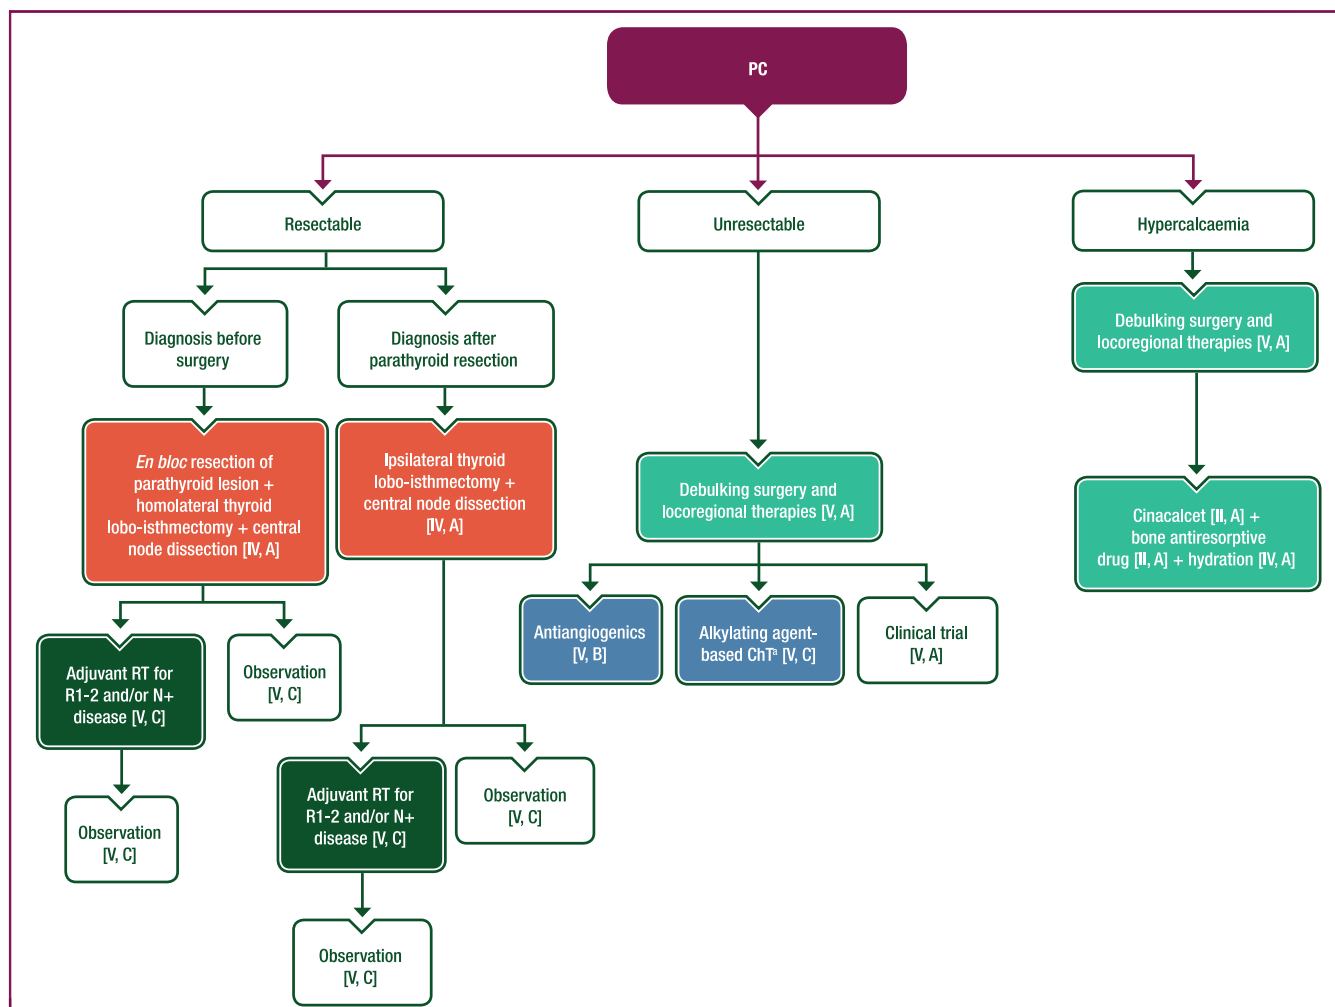 PC
Resectable
Unresectable
Hypercalcaemia
Diagnosis before
surgery
Diagnosis after
parathyroid resection
Debulking surgery and
locoregional therapies [V, A]
En bloc resection of
parathyroid lesion +
homolateral thyroid
lobo-isthmectomy + central
node dissection [IV, A]
Ipsilateral thyroid
lobo-isthmectomy +
central node dissection
[IV, A]
Debulking surgery and
locoregional therapies [V, A]
Cinacalcet [II, A] +
bone antiresorptive
drug [II, A] + hydration [IV, A]
Antiangiogenics
[V, B]
Alkylating agent-
based ChTª [V, C]
Clinical trial
[V, A]
Adjuvant RT for
R1-2 and/or N+
disease [V, C]
Observation
[V, C]
Observation
[V, C]
Adjuvant RT for
R1-2 and/or N+
disease [V, C]
Observation
[V, C]
Observation
[V, C]